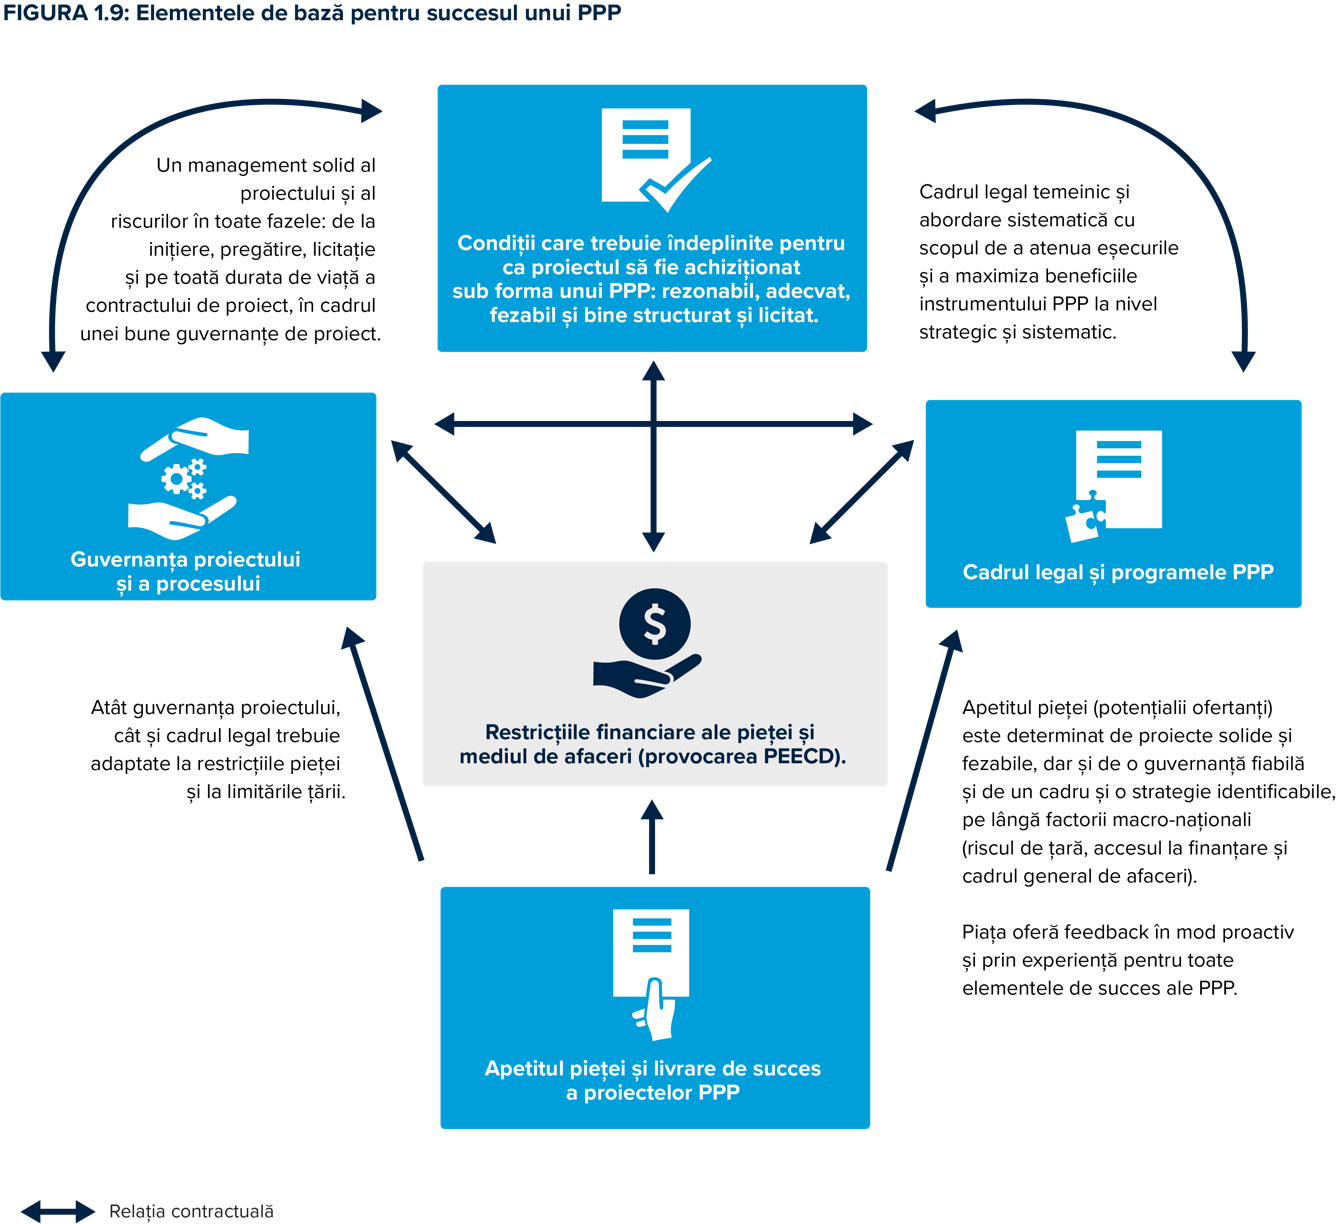 FIGURA 1.9: Elementele de bază pentru succesul unui PPP
Un management solid al
proiectului și al
riscurilor în toate fazele: de la
inițiere, pregătire, licitație
și pe toată durata de viață a
contractului de proiect, în cadrul
unei bune guvernanțe de proiect.
Condiții care trebuie îndeplinite pentru
ca proiectul să fie achiziționat
sub forma unui PPP: rezonabil, adecvat,
fezabil și bine structurat și licitat.
Cadrul legal temeinic și
abordare sistematică cu
scopul de a atenua eșecurile
și a maximiza beneficiile
instrumentului PPP la nivel
strategic și sistematic.
Guvernanța proiectului
și a procesului
Cadrul legal și programele PPP
$
Restricțiile financiare ale pieței și
mediul de afaceri (provocarea PEECD).
Atât guvernanța proiectului,
cât și cadrul legal trebuie
adaptate la restricțiile pieței
și la limitările țării.
Apetitul pieței (potențialii ofertanți)
este determinat de proiecte solide și
fezabile, dar și de o guvernanță fiabilă
și de un cadru și o strategie identificabile,
pe lângă factorii macro-naționali
(riscul de țară, accesul la finanțare și
cadrul general de afaceri).
Piața oferă feedback în mod proactiv
și prin experiență pentru toate
elementele de succes ale PPP.
Apetitul pieței și livrare de succes
a proiectelor PPP
Relația contractuală